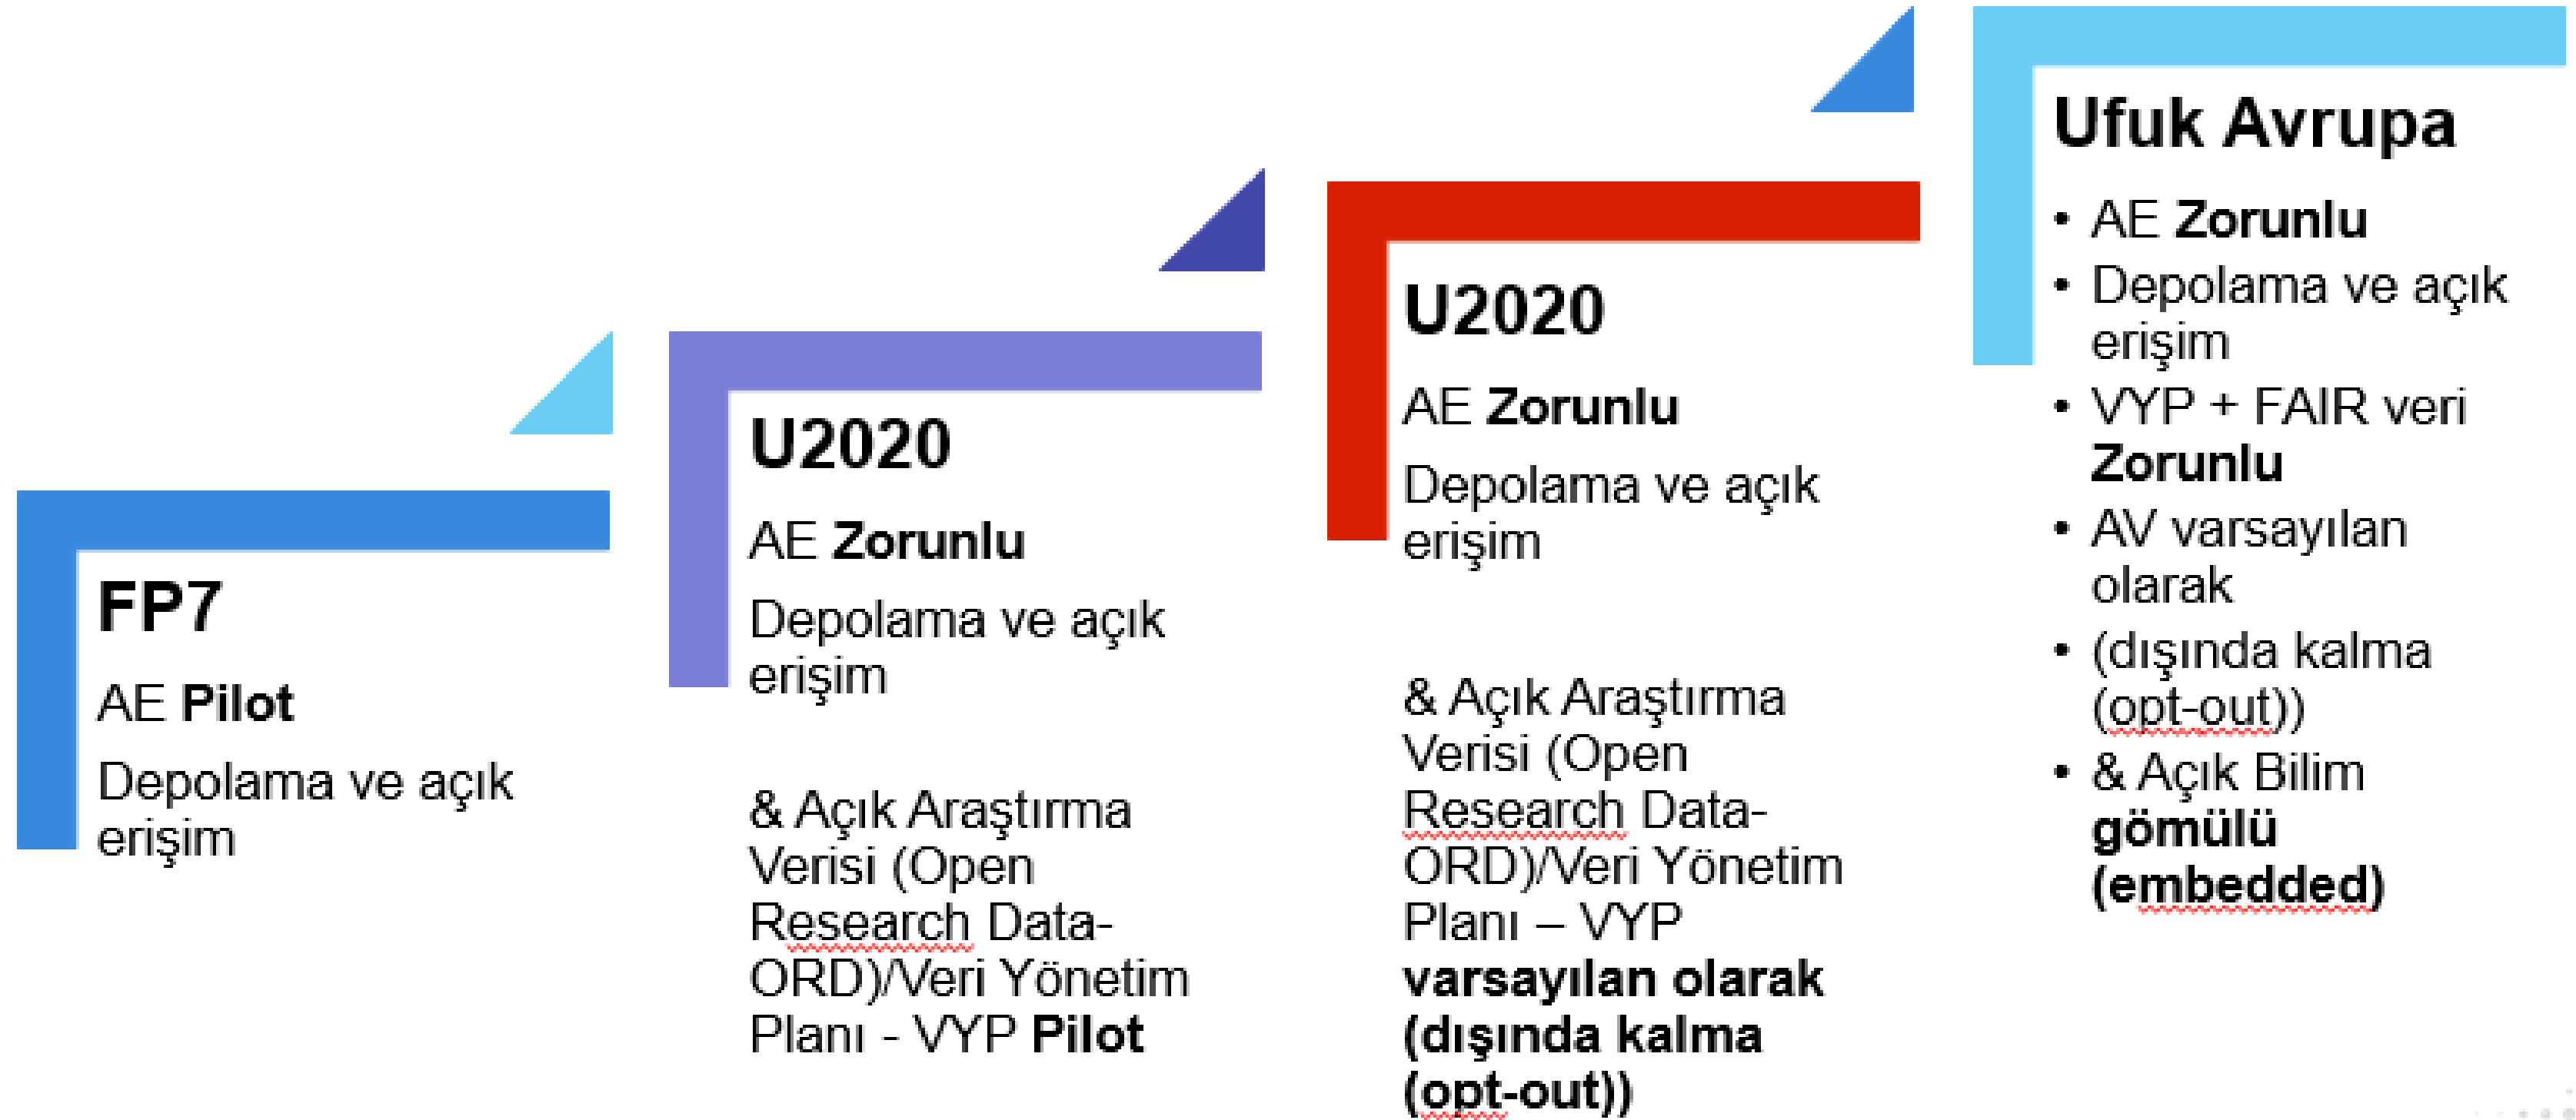 FP7
AE Pilot
Depolama ve açık
erişim
U2020
AE Zorunlu
Depolama ve açık
erişim
& Açık Araştırma
Verisi (Open
Research Data-
ORD)/Veri Yönetim
Planı - VYP Pilot
U2020
AE Zorunlu
Depolama ve açık
erişim
& Açık Araştırma
Verisi (Open
Research Data-
ORD)/Veri Yönetim
Planı – VYP
varsayılan olarak
(dışında kalma
(opt-out))
Ufuk Avrupa
• AE Zorunlu
• Depolama ve açık
erişim
• VYP + FAIR veri
Zorunlu
• AV varsayılan
olarak
• (dışında kalma
(opt-out))
• & Açık Bilim
gömülü
(embedded)